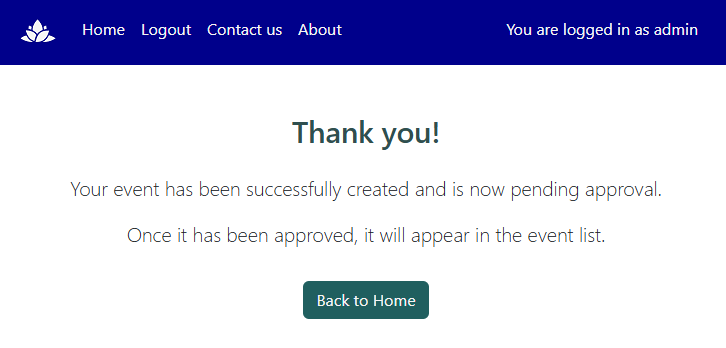 Home Logout Contact us About You are logged in as admin
Thank you!
Your event has been successfully created and is now pending approval.
Once it has been approved, it will appear in the event list.
Back to Home